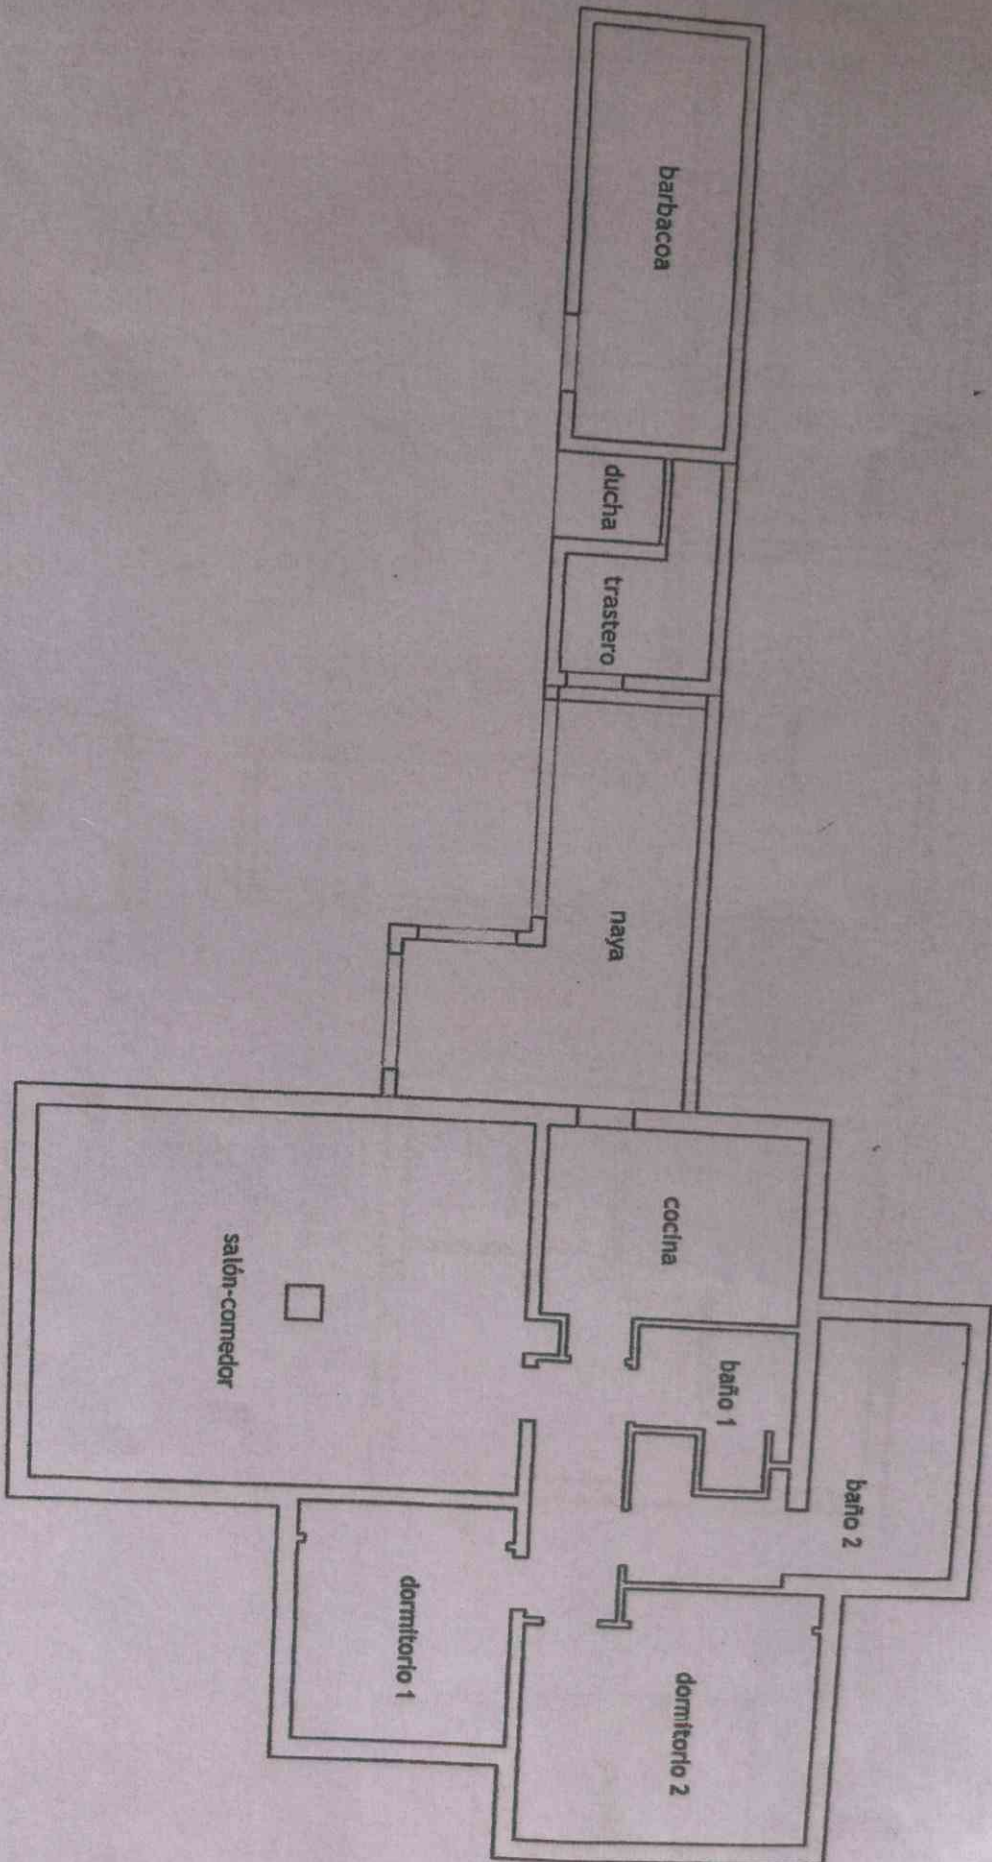 barbacoa
ducha
trastero
naya
cocina
baño 1
baño 2
salón-comedor
dormitorio 1
dormitorio 2